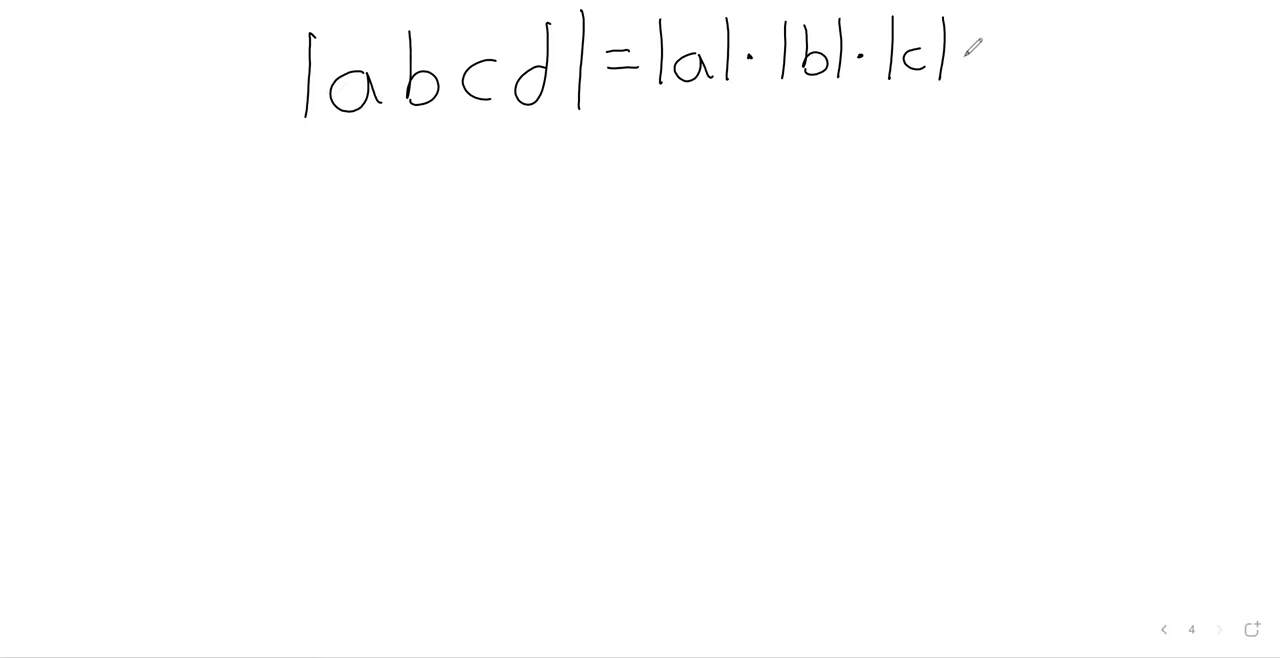 |abcd| = |a| · |b| · |c|
4